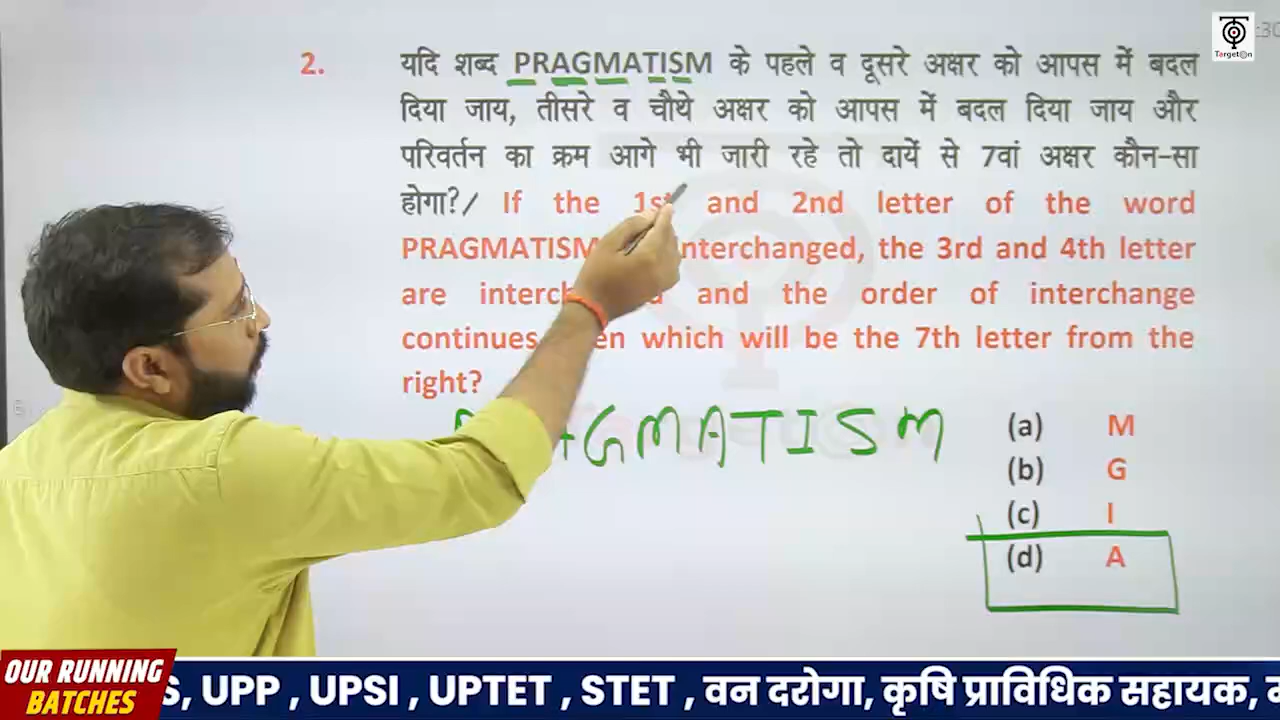 2. यदि शब्द PRAGMATISM के पहले व दूसरे अक्षर को आपस में बदल
दिया जाय, तीसरे व चौथे अक्षर को आपस में बदल दिया जाय और
परिवर्तन का क्रम आगे भी जारी रहे तो दायें से 7वां अक्षर कौन-सा
होगा?/ If the 1st and 2nd letter of the word
PRAGMATISM interchanged, the 3rd and 4th letter
are and the order of interchange
continues which will be the 7th letter from the
right?
GMATISM
(a) M
(b) G
(c) I
(d) A
Target@n
OUR RUNNING
BATCHES
UPP , UPSI , UPTET , STET , वन दरोगा, कृषि प्राविधिक सहायक,